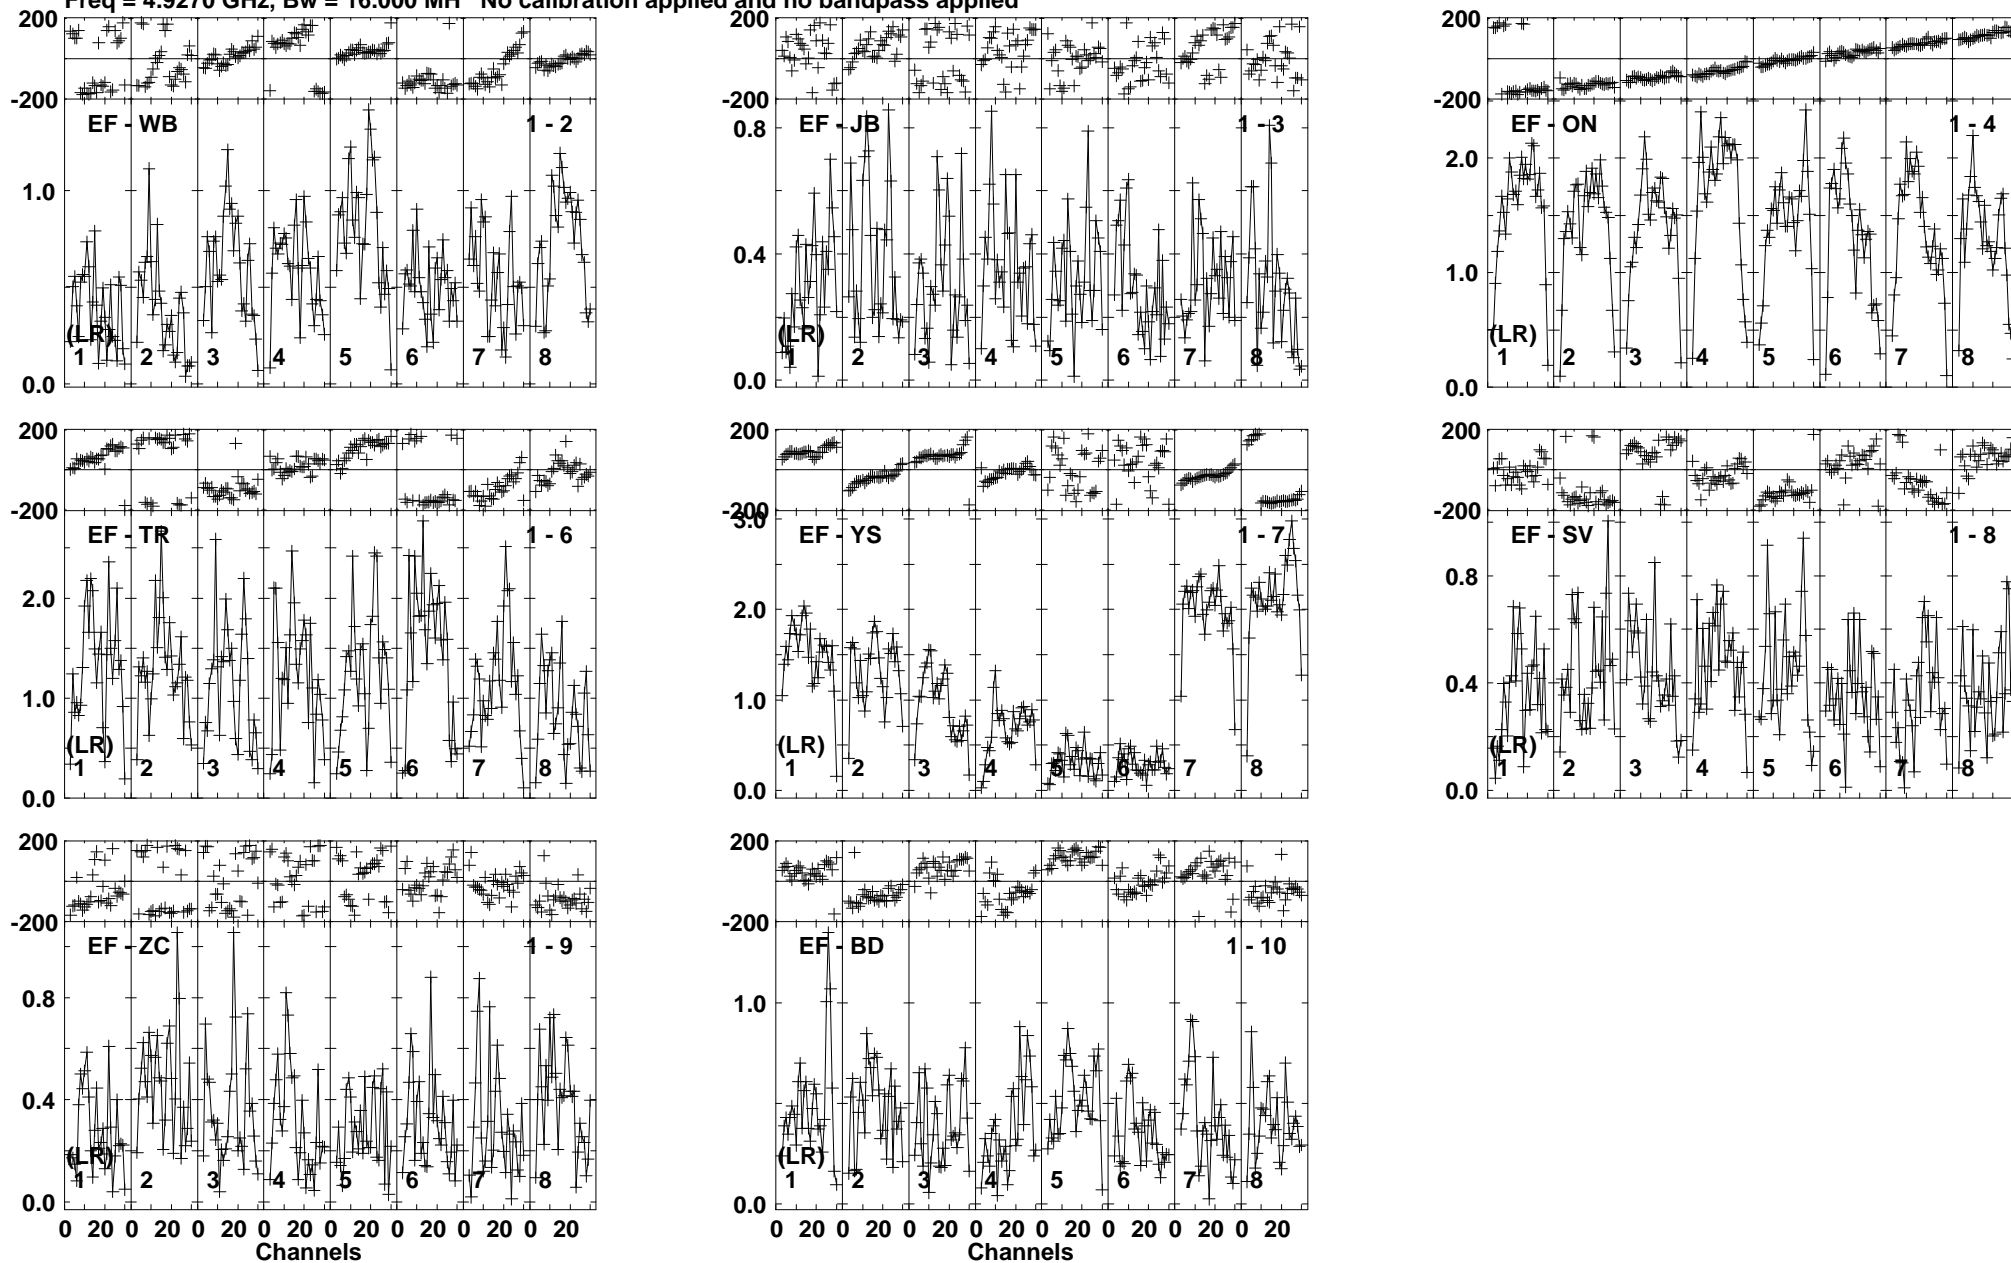 Freq = 4.9270 GHz, Bw = 16.000 MH No calibration applied and no bandpass applied
200
-200
EF - WB 1 - 2
1.0
0.0
(LR)
1 2 3 4 5 6 7 8
200
-200
EF - JB 1 - 3
0.8
0.4
0.0
(LR)
1 2 3 4 5 6 7 8
200
-200
EF - ON 1 - 4
2.0
1.0
0.0
(LR)
1 2 3 4 5 6 7 8
200
-200
EF - TR 1 - 6
2.0
1.0
0.0
(LR)
1 2 3 4 5 6 7 8
200
-200
3.0
EF - YS 1 - 7
2.0
1.0
0.0
(LR)
1 2 3 4 5 6 7 8
200
-200
EF - SV 1 - 8
0.8
0.4
0.0
(LR)
1 2 3 4 5 6 7 8
200
-200
EF - ZC 1 - 9
0.8
0.4
0.0
(LR)
1 2 3 4 5 6 7 8
0 20 0 20 0 20 0 20 0 20 0 20 0 20 0 20
Channels
200
-200
EF - BD 1 - 10
1.0
0.0
(LR)
1 2 3 4 5 6 7 8
0 20 0 20 0 20 0 20 0 20 0 20 0 20 0 20
Channels